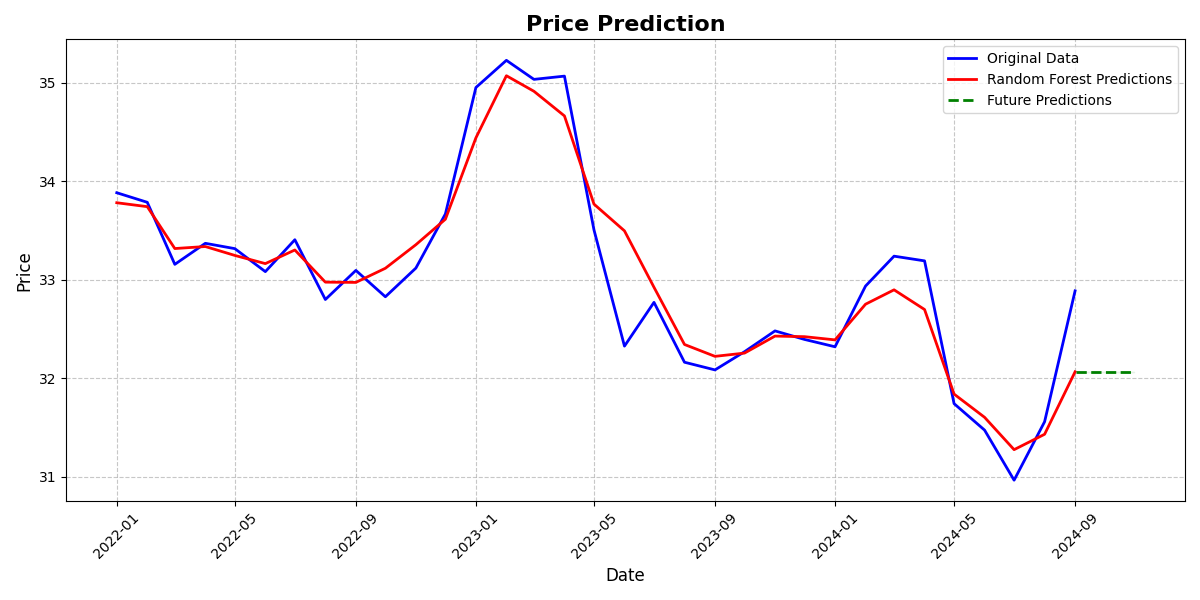 Price Prediction
Original Data
Random Forest Predictions
Future Predictions
Price
35
34
33
32
31
2022-01
2022-05
2022-09
2023-01
2023-05
2023-09
2024-01
2024-05
2024-09
Date